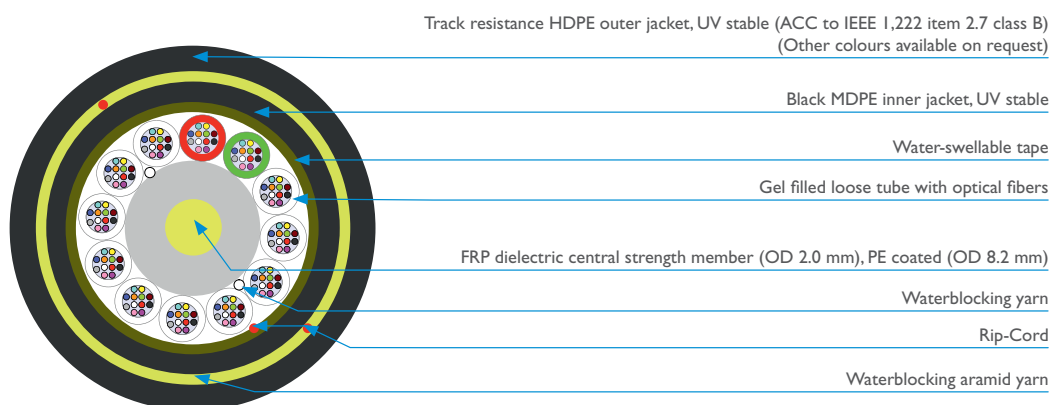 Track resistance HDPE outer jacket, UV stable (ACC to IEEE 1,222 item 2.7 class B)
(Other colours available on request)
Black MDPE inner jacket, UV stable
Water-swellable tape
Gel filled loose tube with optical fibers
FRP dielectric central strength member (OD 2.0 mm), PE coated (OD 8.2 mm)
Waterblocking yarn
Rip-Cord
Waterblocking aramid yarn